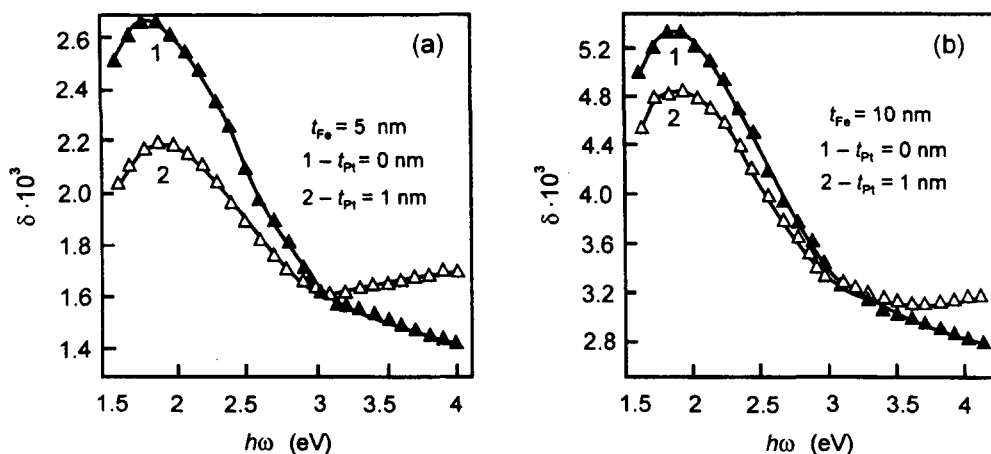 (a)
δ·10³
2.6
2.4
2.2
2.0
1.8
1.6
1.4
1
2
t_Fe = 5 nm
1 – t_Pt = 0 nm
2 – t_Pt = 1 nm
1.5 2 2.5 3 3.5 4
hω (eV)
(b)
δ·10³
5.2
4.8
4.4
4.0
3.6
3.2
2.8
1
2
t_Fe = 10 nm
1 – t_Pt = 0 nm
2 – t_Pt = 1 nm
1.5 2 2.5 3 3.5 4
hω (eV)